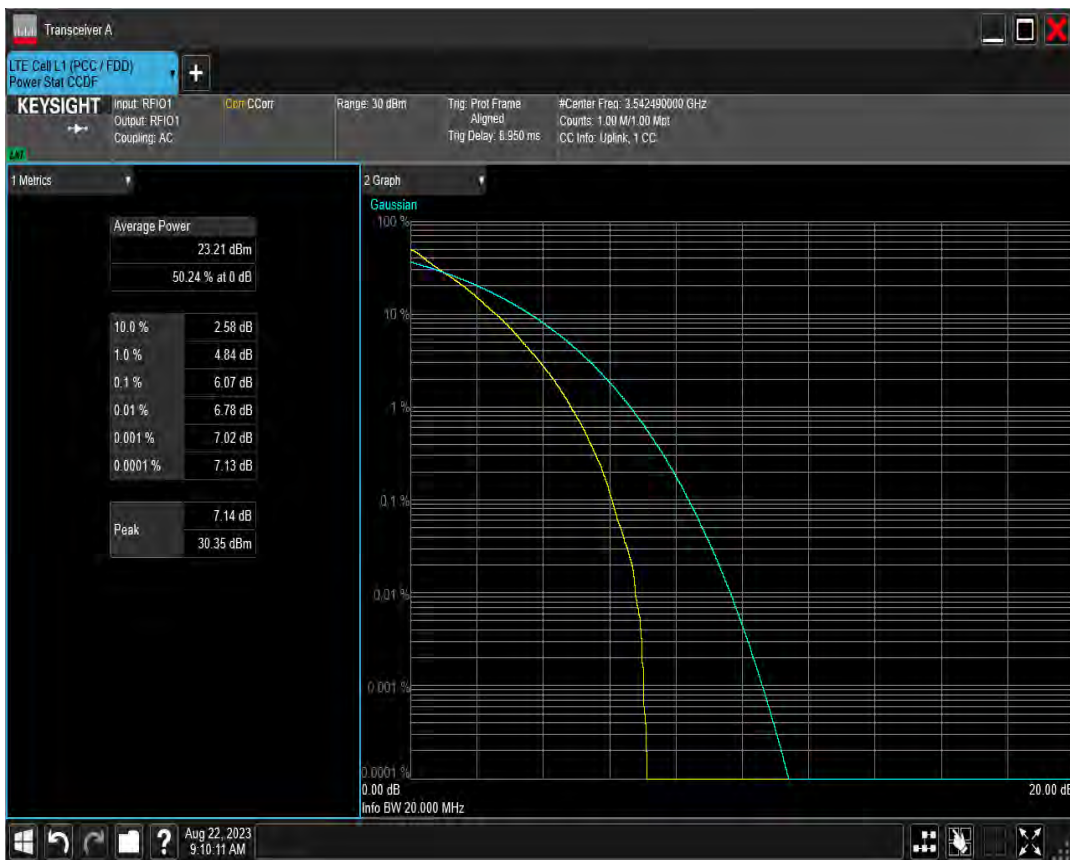 Transceiver A
LTE Cell L1 (PCC / FDD)
Power Stat CCDF
+
KEYSIGHT
Input: RFIO1
Output: RFIO1
Coupling: AC
Corr CCorr
Range: 30 dBm
Trig: Prot Frame
Aligned
Trig Delay: 8.950 ms
#Center Freq: 3.542490000 GHz
Counts: 1.00 M/1.00 Mpt
CC Info: Uplink, 1 CC
1 Metrics
Average Power
23.21 dBm
50.24 % at 0 dB
10.0 % 2.58 dB
1.0 % 4.84 dB
0.1 % 6.07 dB
0.01 % 6.78 dB
0.001 % 7.02 dB
0.0001 % 7.13 dB
Peak 7.14 dB
30.35 dBm
2 Graph
Gaussian
100 %
10 %
1 %
0.1 %
0.01 %
0.001 %
0.0001 %
0.00 dB 20.00 dB
Info BW 20.000 MHz
? Aug 22, 2023
9:10:11 AM